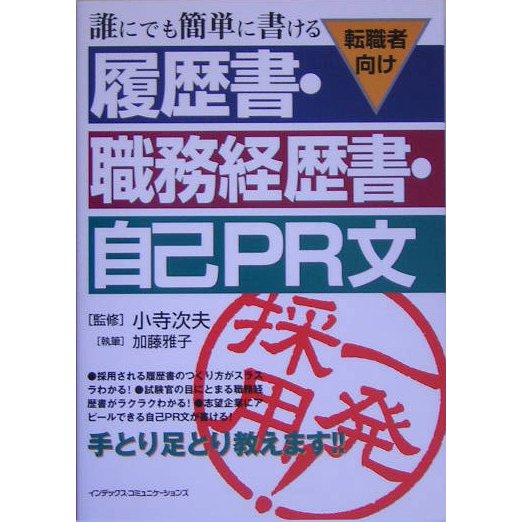 誰にでも簡単に書ける
転職者
向け
履歴書・
職務経歴書・
自己PR文
［監修］小寺次夫
［執筆］加藤雅子
一発
採用!
●採用される履歴書のつくり方がスラス
ラわかる!●試験官の目にとまる職務経
歴書がラクラクわかる!●志望企業にア
ピールできる自己PR文が書ける!
手とり足とり教えます!!
インデックス・コミュニケーションズ